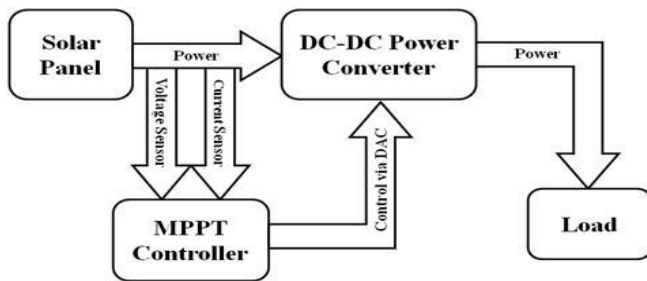 Solar
Panel
Power
DC-DC Power
Converter
Power
Voltage Sensor
Current Sensor
Control via DAC
MPPT
Controller
Load